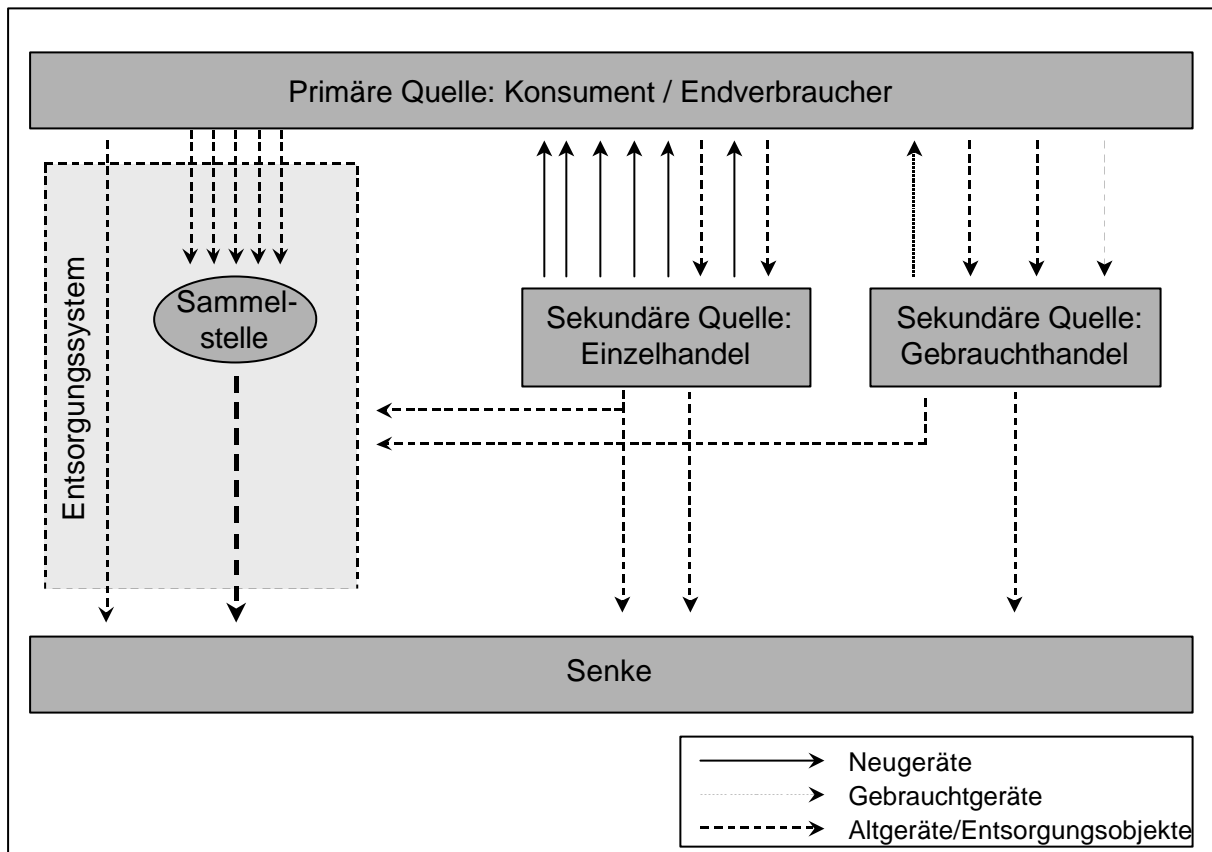 Primäre Quelle: Konsument / Endverbraucher
Entsorgungssystem
Sammel-
stelle
Sekundäre Quelle:
Einzelhandel
Sekundäre Quelle:
Gebrauchthandel
Senke
Neugeräte
Gebrauchtgeräte
Altgeräte/Entsorgungsobjekte